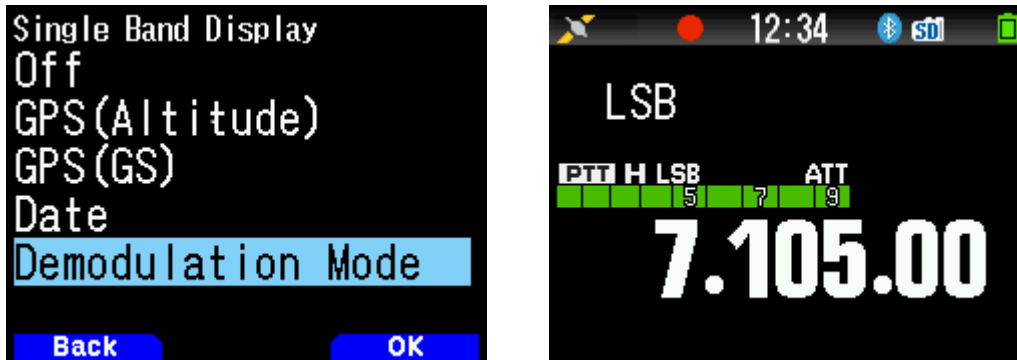 Single Band Display
Off
GPS(Altitude)
GPS(GS)
Date
Demodulation Mode
Back OK
12:34 SD
LSB
PTT H LSB ATT
5 7 9
7.105.00